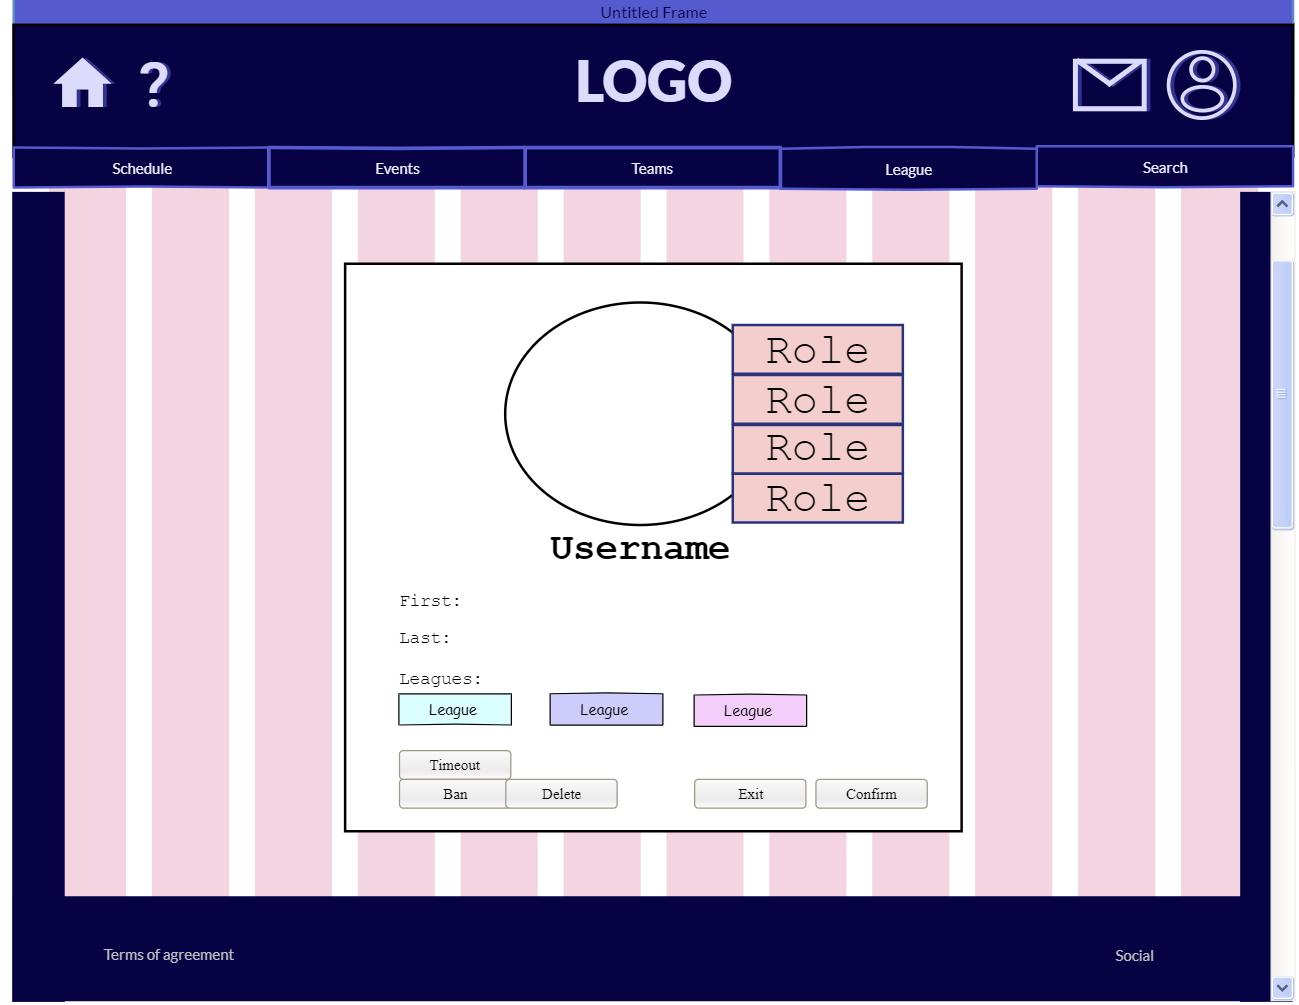 Untitled Frame
?
LOGO
Schedule Events Teams League Search
Role
Role
Role
Role
Username
First:
Last:
Leagues:
League League League
Timeout
Ban Delete Exit Confirm
Terms of agreement Social